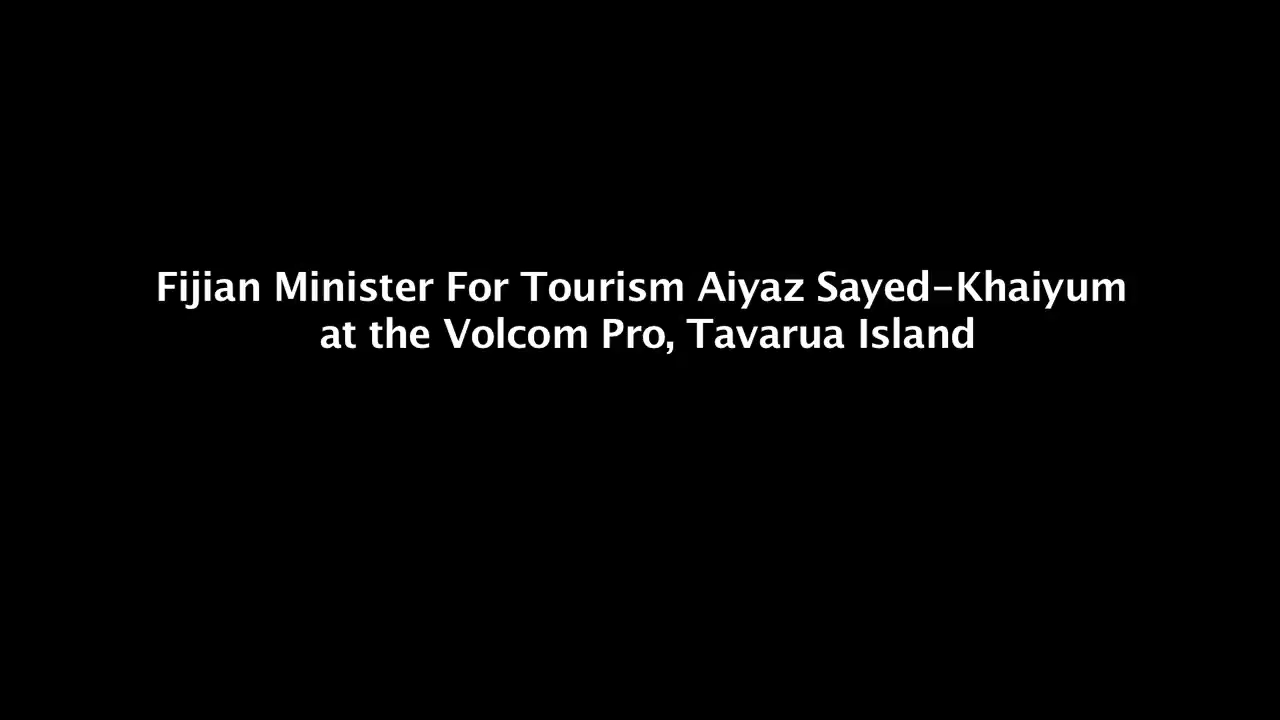 Fijian Minister For Tourism Aiyaz Sayed-Khaiyum
at the Volcom Pro, Tavarua Island